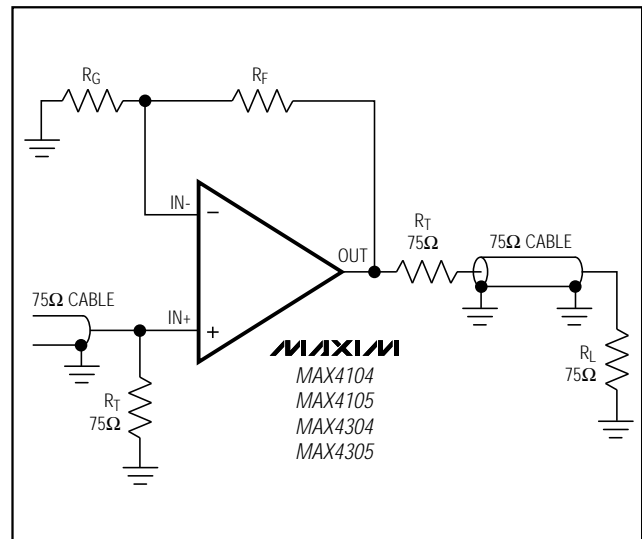 RG
RF
IN-
−
OUT
RT
75Ω
75Ω CABLE
75Ω CABLE
IN+
+
MAXIM
MAX4104
MAX4105
MAX4304
MAX4305
RT
75Ω
RL
75Ω